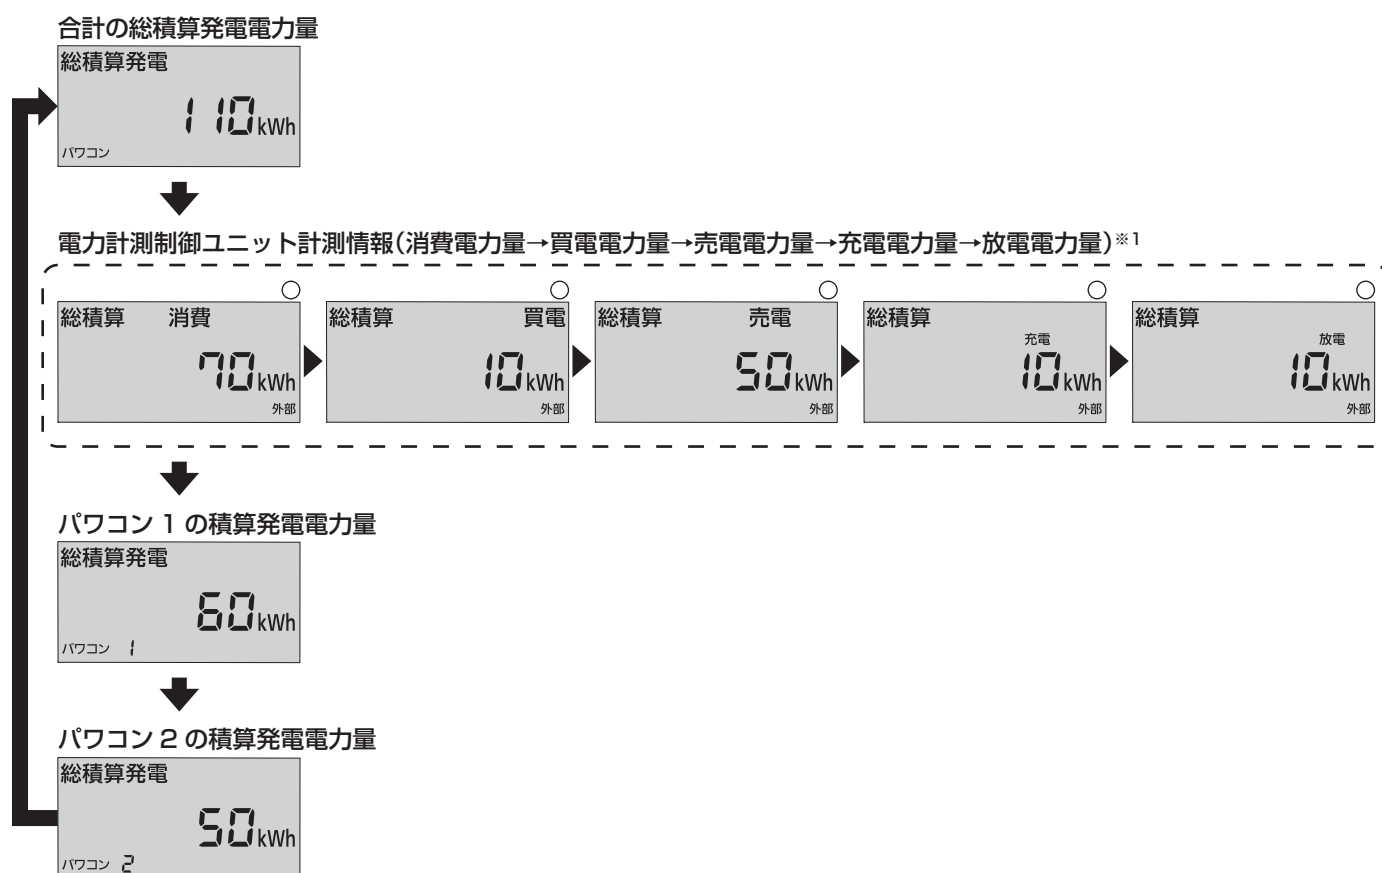 合計の総積算発電電力量
総積算発電
110kWh
パワコン
電力計測制御ユニット計測情報(消費電力量→買電電力量→売電電力量→充電電力量→放電電力量)※1
総積算 消費
70kWh
外部
総積算 買電
10kWh
外部
総積算 売電
50kWh
外部
総積算
充電
10kWh
外部
総積算
放電
10kWh
外部
パワコン 1 の積算発電電力量
総積算発電
60kWh
パワコン 1
パワコン 2 の積算発電電力量
総積算発電
50kWh
パワコン 2